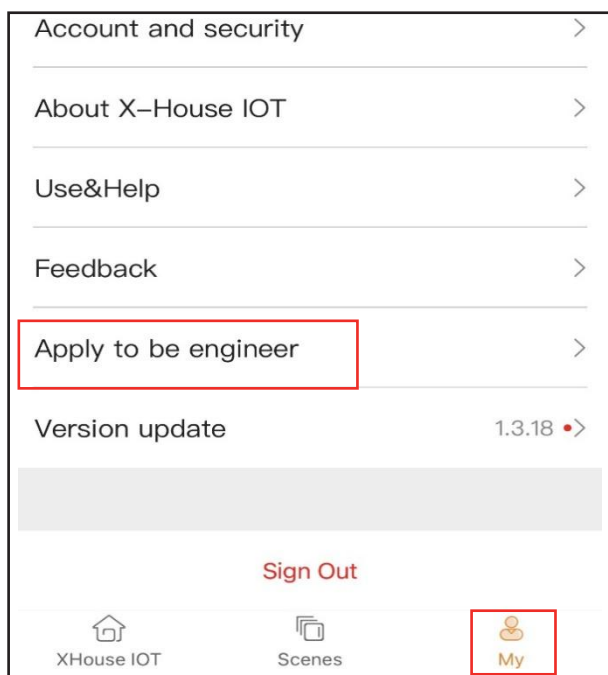 Account and security
About X-House IOT
Use&Help
Feedback
Apply to be engineer
Version update 1.3.18
Sign Out
XHouse IOT Scenes My